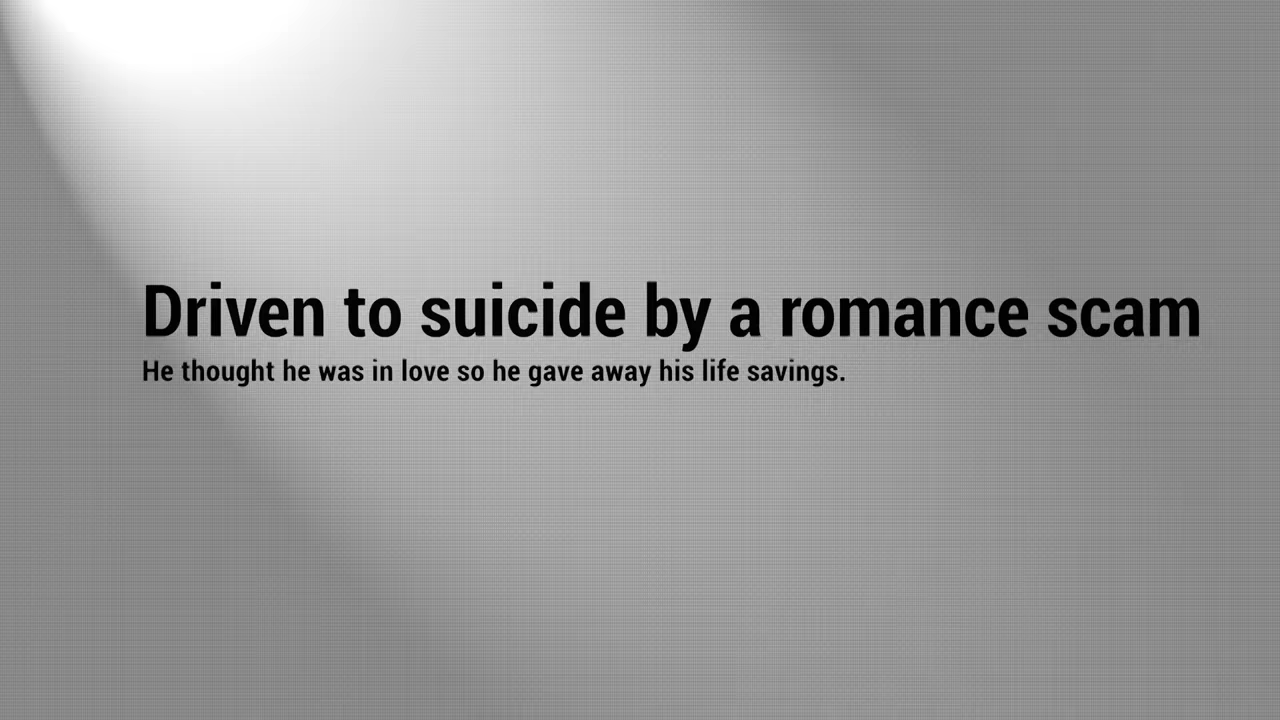 Driven to suicide by a romance scam
He thought he was in love so he gave away his life savings.